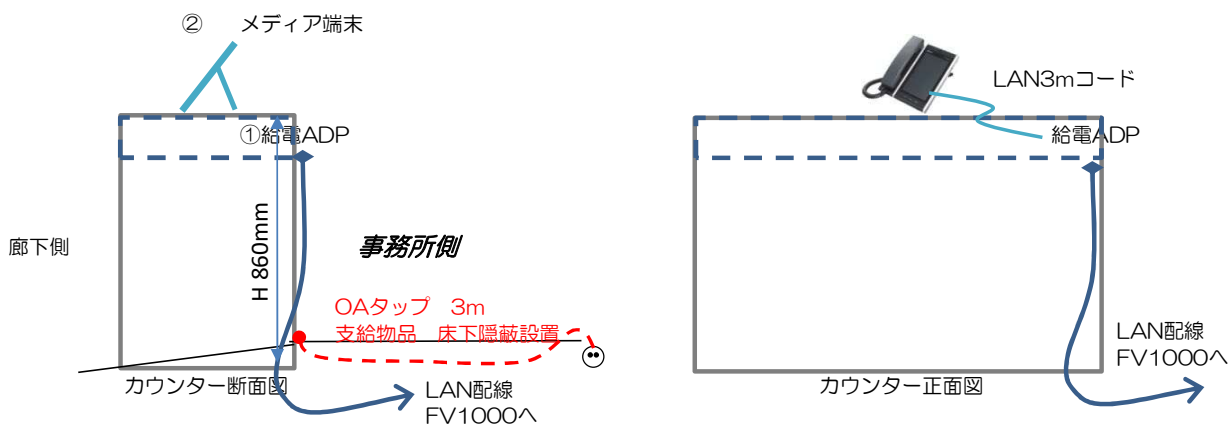 ② メディア端末
①給電ADP
H 860mm
廊下側
事務所側
OAタップ 3m
支給物品 床下隠蔽設置
カウンター断面図
LAN配線
FV1000へ
LAN3mコード
給電ADP
カウンター正面図
LAN配線
FV1000へ